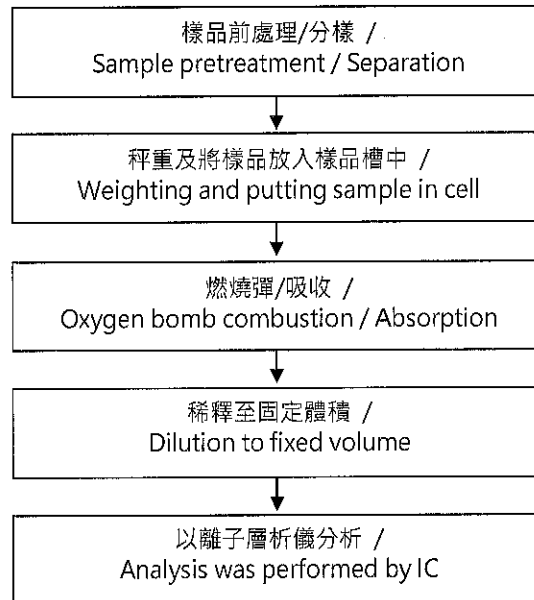 樣品前處理/分樣 /
Sample pretreatment / Separation
秤重及將樣品放入樣品槽中 /
Weighting and putting sample in cell
燃燒彈/吸收 /
Oxygen bomb combustion / Absorption
稀釋至固定體積 /
Dilution to fixed volume
以離子層析儀分析 /
Analysis was performed by IC